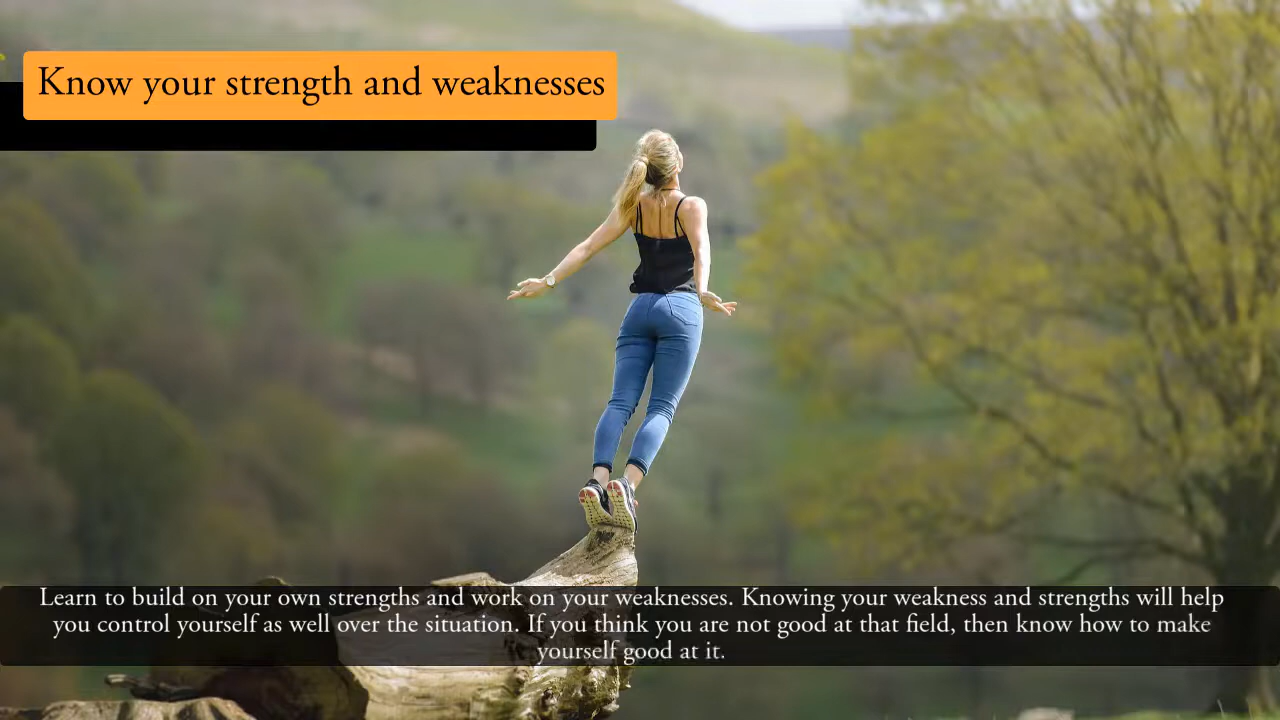 Know your strength and weaknesses
Learn to build on your own strengths and work on your weaknesses. Knowing your weakness and strengths will help
you control yourself as well over the situation. If you think you are not good at that field, then know how to make
yourself good at it.